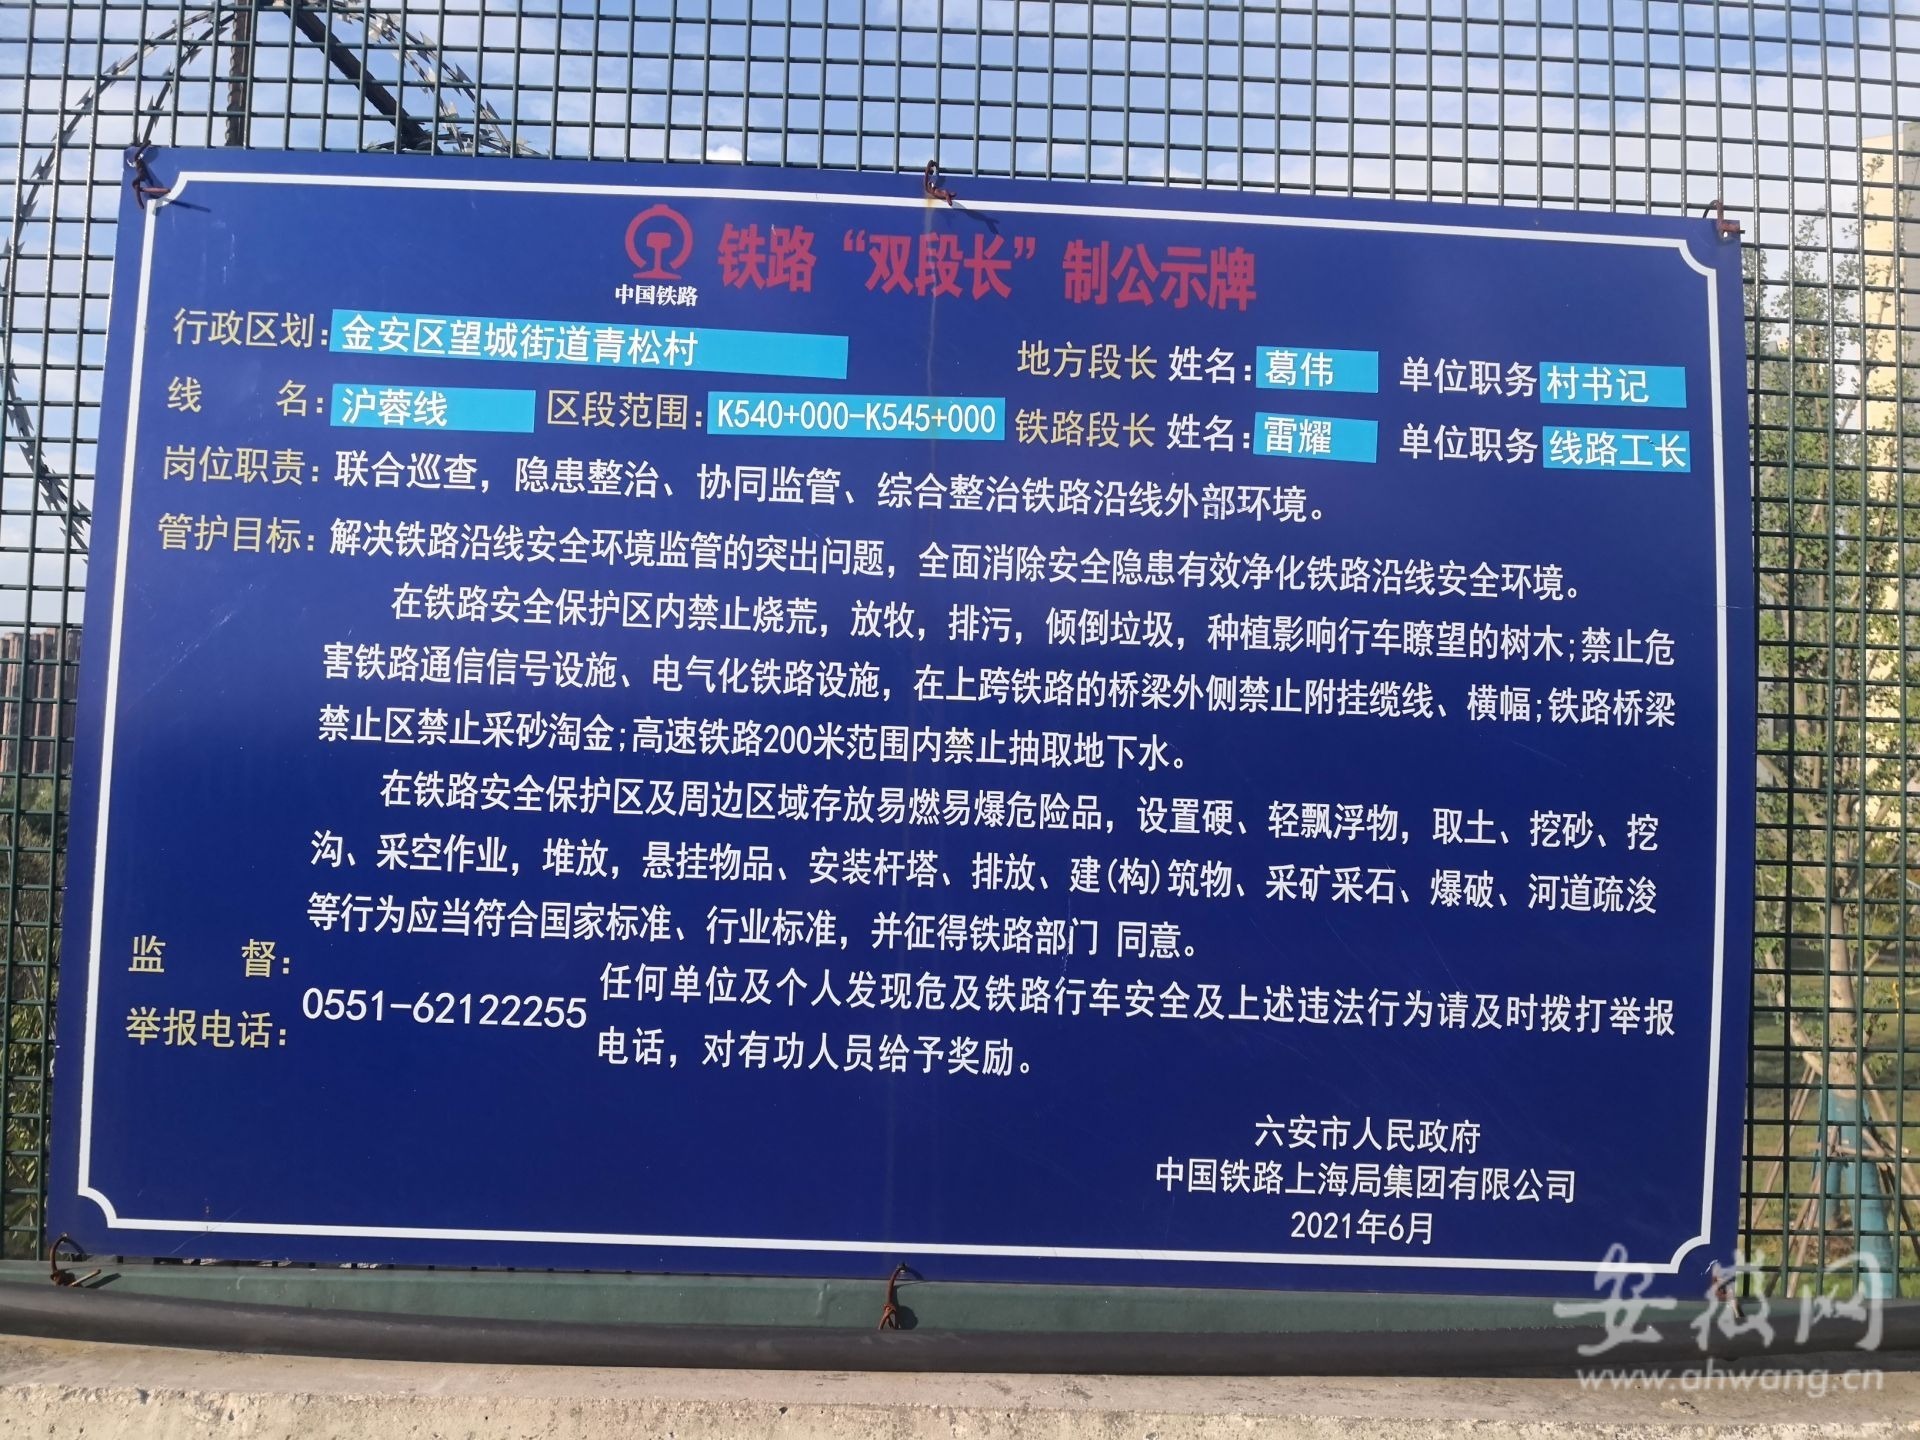 中国铁路
铁路“双段长”制公示牌
行政区划：金安区望城街道青松村 地方段长 姓名：葛伟 单位职务 村书记
线 名：沪蓉线 区段范围：K540+000-K545+000 铁路段长 姓名：雷耀 单位职务 线路工长
岗位职责：联合巡查，隐患整治、协同监管、综合整治铁路沿线外部环境。
管护目标：解决铁路沿线安全环境监管的突出问题，全面消除安全隐患有效净化铁路沿线安全环境。
在铁路安全保护区内禁止烧荒，放牧，排污，倾倒垃圾，种植影响行车瞭望的树木；禁止危
害铁路通信信号设施、电气化铁路设施，在上跨铁路的桥梁外侧禁止附挂缆线、横幅；铁路桥梁
禁止区禁止采砂淘金；高速铁路200米范围内禁止抽取地下水。
在铁路安全保护区及周边区域存放易燃易爆危险品，设置硬、轻飘浮物，取土、挖砂、挖
沟、采空作业，堆放，悬挂物品、安装杆塔、排放、建(构)筑物、采矿采石、爆破、河道疏浚
等行为应当符合国家标准、行业标准，并征得铁路部门 同意。
监 督：
举报电话：
0551-62122255
任何单位及个人发现危及铁路行车安全及上述违法行为请及时拨打举报
电话，对有功人员给予奖励。
六安市人民政府
中国铁路上海局集团有限公司
2021年6月
安徽网
www.ahwang.cn